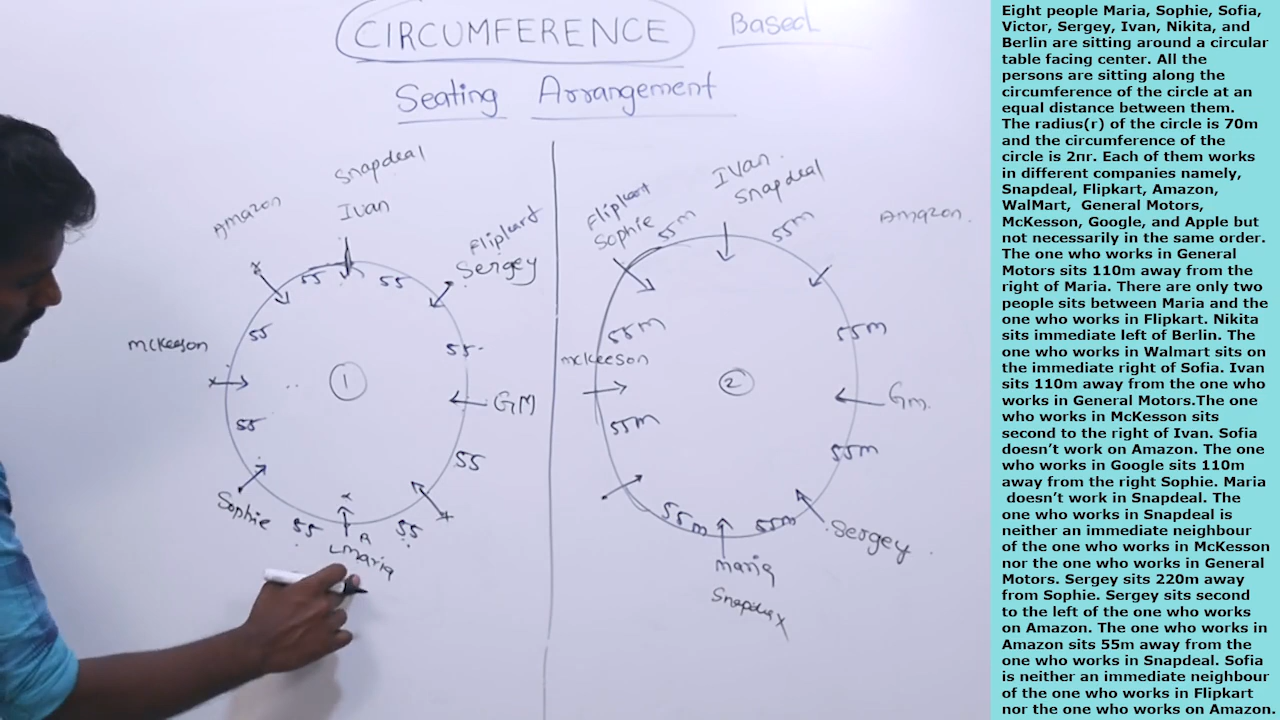 CIRCUMFERENCE Based
Seating Arrangement
Snapdeal
Ivan
Amazon
Flipkart
Sergey
55
55
55
55-
mckeeson
1
GM
55
55
Sophie
55
55
R
L maria
Ivan
Snapdeal
Flipkart
Sophie
55m
55m
Amazon.
55m
55m
mckeeson
2
Gm.
55m
55m
55m
55m
Sergey
maria
Eight people Maria, Sophie, Sofia,
Victor, Sergey, Ivan, Nikita, and
Berlin are sitting around a circular
table facing center. All the
persons are sitting along the
circumference of the circle at an
equal distance between them.
The radius(r) of the circle is 70m
and the circumference of the
circle is 2nr. Each of them works
in different companies namely,
Snapdeal, Flipkart, Amazon,
WalMart, General Motors,
McKesson, Google, and Apple but
not necessarily in the same order.
The one who works in General
Motors sits 110m away from the
right of Maria. There are only two
people sits between Maria and the
one who works in Flipkart. Nikita
sits immediate left of Berlin. The
one who works in Walmart sits on
the immediate right of Sofia. Ivan
sits 110m away from the one who
works in General Motors.The one
who works in McKesson sits
second to the right of Ivan. Sofia
doesn't work on Amazon. The one
who works in Google sits 110m
away from the right Sophie. Maria
doesn't work in Snapdeal. The
one who works in Snapdeal is
neither an immediate neighbour
of the one who works in McKesson
nor the one who works in General
Motors. Sergey sits 220m away
from Sophie. Sergey sits second
to the left of the one who works
on Amazon. The one who works in
Amazon sits 55m away from the
one who works in Snapdeal. Sofia
is neither an immediate neighbour
of the one who works in Flipkart
nor the one who works on Amazon.